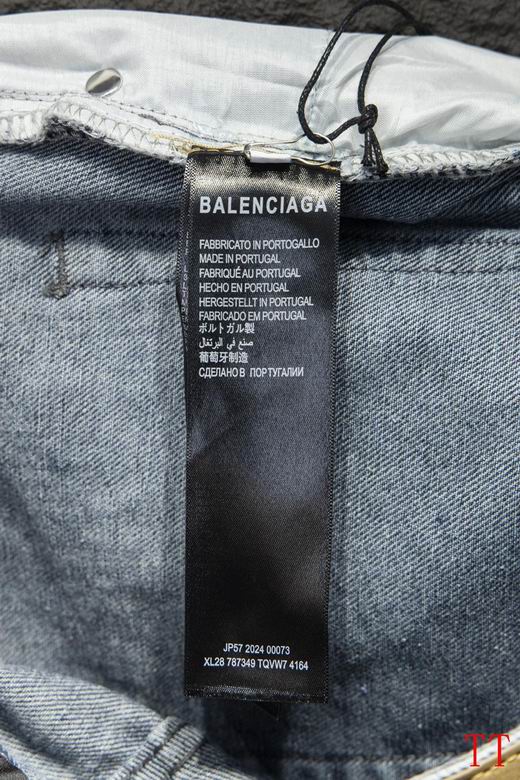 BALENCIAGA
FABBRICATO IN PORTOGALLO
MADE IN PORTUGAL
FABRIQUÉ AU PORTUGAL
HECHO EN PORTUGAL
HERGESTELLT IN PORTUGAL
FABRICADO EM PORTUGAL
ポルトガル製
صنع في البرتغال
葡萄牙制造
СДЕЛАНО В ПОРТУГАЛИИ
JP57 2024 00073
XL28 787349 TQVW7 4164
TT